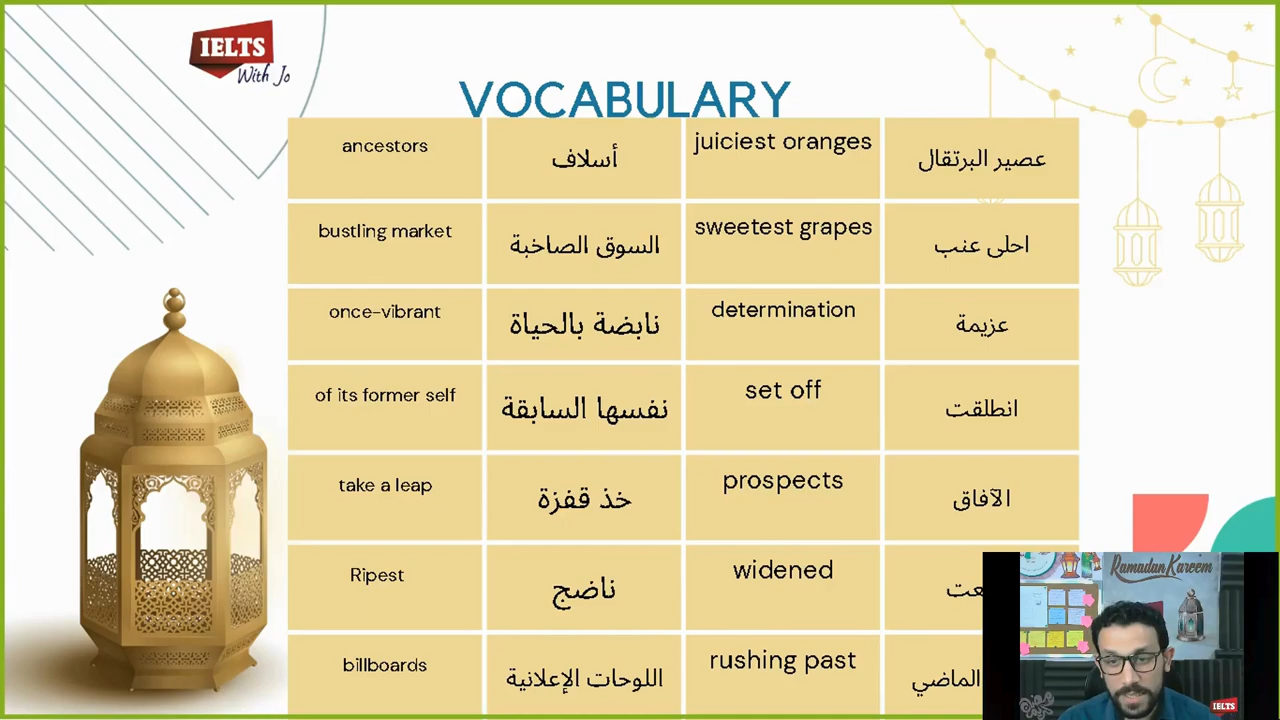 IELTS
With Jo
VOCABULARY
ancestors أسلاف juiciest oranges عصير البرتقال
bustling market السوق الصاخبة sweetest grapes احلى عنب
once-vibrant نابضة بالحياة determination عزيمة
of its former self نفسها السابقة set off انطلقت
take a leap خذ قفزة prospects الآفاق
Ripest ناضج widened
billboards اللوحات الإعلانية rushing past الماضي
Ramadan Kareem
IELTS